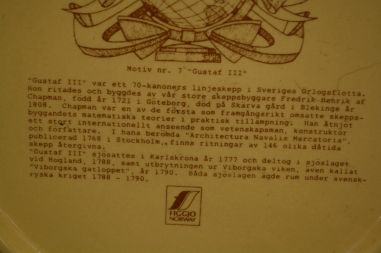 Motiv nr. 7 "Gustaf III"
"Gustaf III" var ett 70-kanoners linjeskepp i Sveriges Örlogsflotta.
Hon ritades och byggdes av vår store skeppsbyggare Fredrik Henrik af
Chapman, född år 1721 i Göteborg, död på Skarva gård i Blekinge år
1808. Chapman var en av de första som framgångsrikt omsatte skepps-
byggandets matematiska teorier i praktisk tillämpning. Han åtnjöt
ett stort internationellt anseende som vetenskapsman, konstruktör
och författare. I hans berömda "Architectura Navalis Mercatoria",
publicerad 1768 i Stockholm, finns ritningar av 146 olika dåtida
skepp återgivna.
"Gustaf III" sjösattes i Karlskrona år 1777 och deltog i sjöslaget
vid Hogland, 1788, samt utbrytningen ur Viborgska viken, även kallat
"Viborgska gatloppet", år 1790. Båda sjöslagen ägde rum under svensk-
ryska kriget 1788 - 1790.
FIGGJO
NORWAY